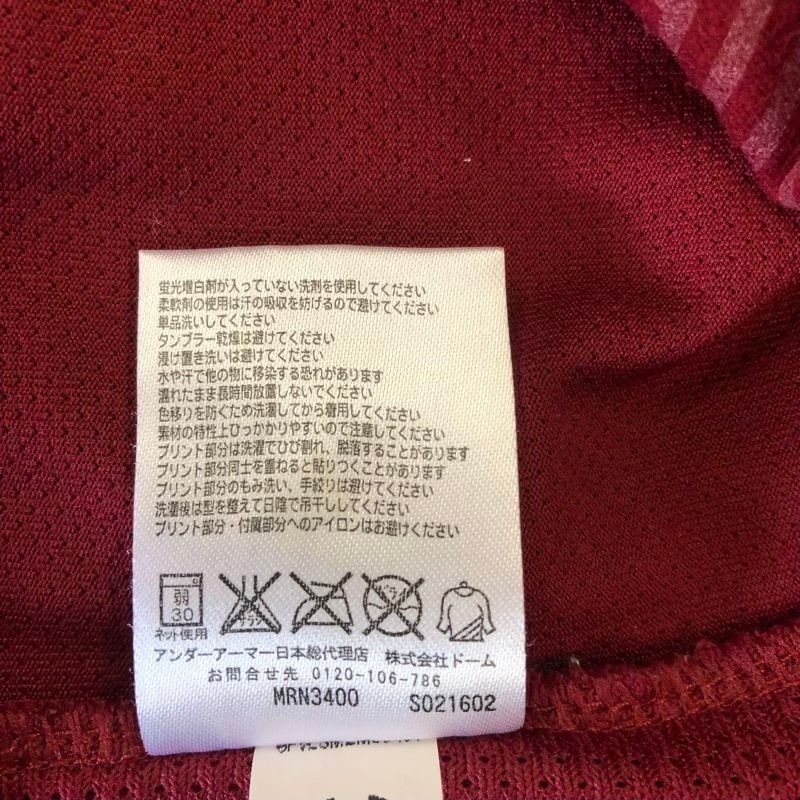 蛍光増白剤が入っていない洗剤を使用してください
柔軟剤の使用は汗の吸収を妨げるので避けてください
単品洗いしてください
タンブラー乾燥は避けてください
浸け置き洗いは避けてください
水や汗で他の物に移染する恐れがあります
濡れたまま長時間放置しないでください
色移りを防ぐため洗濯してから着用してください
素材の特性上ひっかかりやすいので注意してください
プリント部分は洗濯でひび割れ、脱落することがあります
プリント部分同士を重ねると貼りつくことがあります
プリント部分のもみ洗い、手絞りは避けてください
洗濯後は型を整えて日陰で吊干ししてください
プリント部分・付属部分へのアイロンはお避けください
弱 エンソサラシ ドライ
30
ネット使用
アンダーアーマー日本総代理店 株式会社ドーム
お問合せ先 0120-106-786
MRN3400 S021602